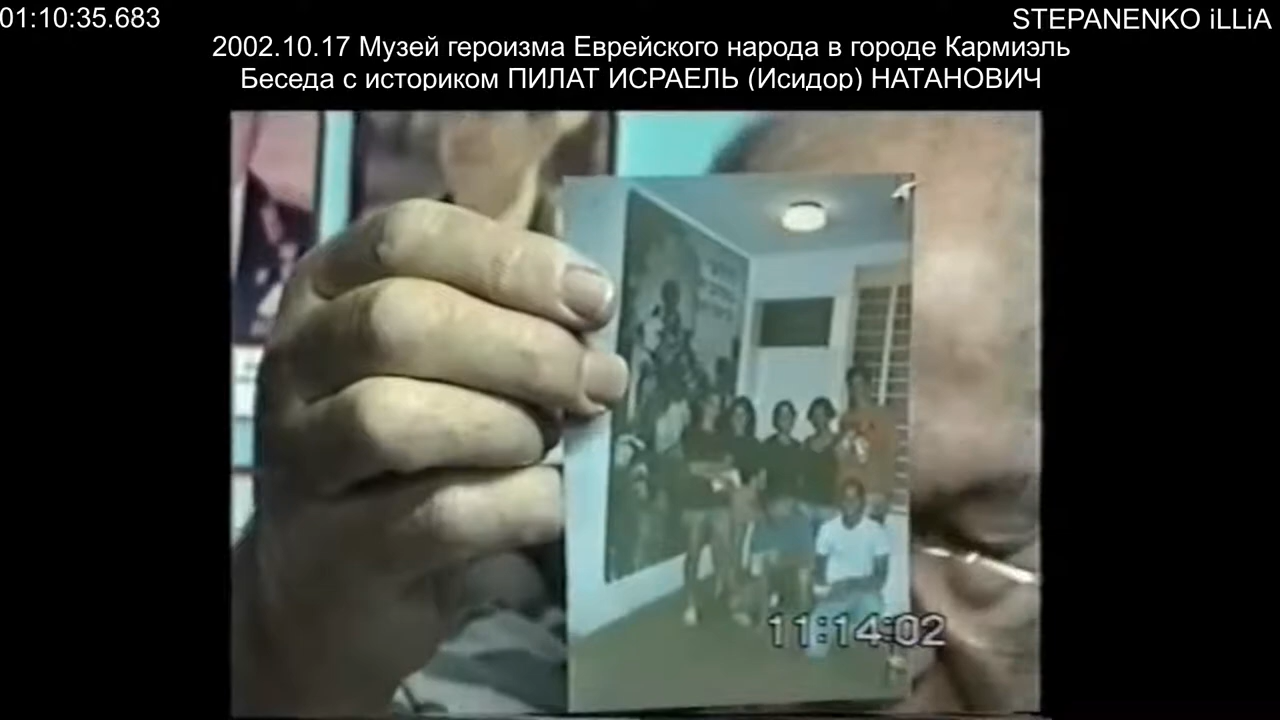 01:10:35.683
STEPANENKO iLLiA
2002.10.17 Музей героизма Еврейского народа в городе Кармиэль
Беседа с историком ПИЛАТ ИСРАЕЛЬ (Исидор) НАТАНОВИЧ
11:14:02